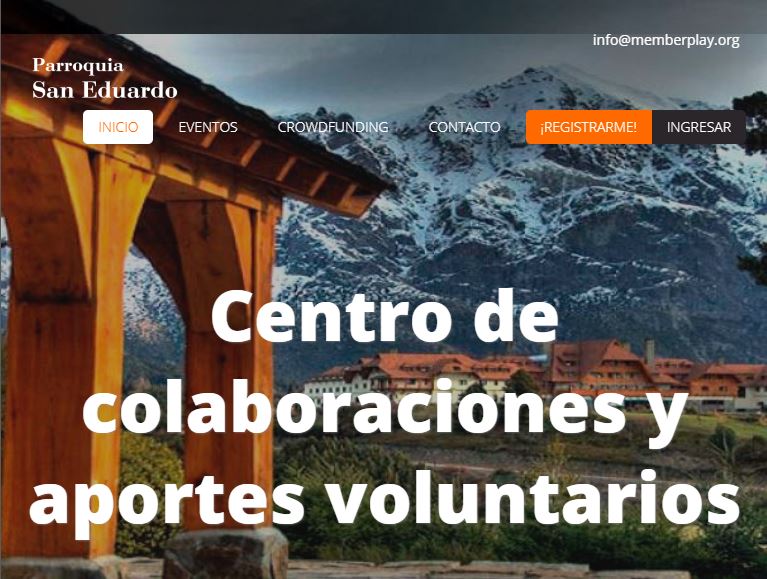 info@memberplay.org
Parroquia
San Eduardo
INICIO EVENTOS CROWDFUNDING CONTACTO ¡REGISTRARME! INGRESAR
Centro de
colaboraciones y
aportes voluntarios